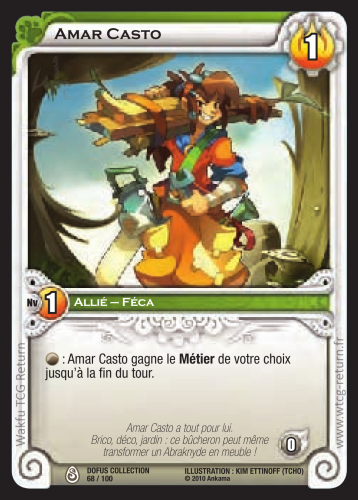 Amar Casto
1
Nv 1
Allié – Féca
: Amar Casto gagne le Métier de votre choix
jusqu'à la fin du tour.
Amar Casto a tout pour lui.
Brico, déco, jardin : ce bûcheron peut même
transformer un Abraknyde en meuble !
0
DOFUS COLLECTION
68 / 100
ILLUSTRATION : KIM ETTINOFF (TCHO)
© 2010 Ankama
Wakfu TCG Return
www.wtcg-return.fr